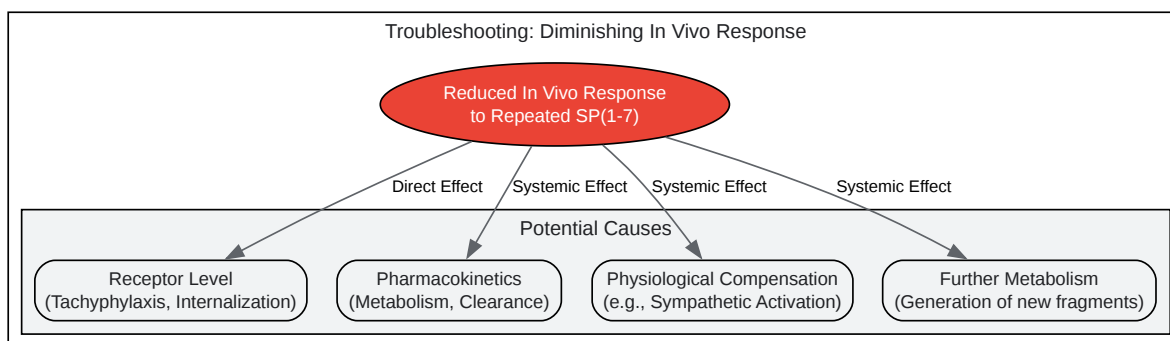 Troubleshooting: Diminishing In Vivo Response
Reduced In Vivo Response
to Repeated SP(1-7)
Direct Effect
Systemic Effect
Systemic Effect
Systemic Effect
Potential Causes
Receptor Level
(Tachyphylaxis, Internalization)
Pharmacokinetics
(Metabolism, Clearance)
Physiological Compensation
(e.g., Sympathetic Activation)
Further Metabolism
(Generation of new fragments)